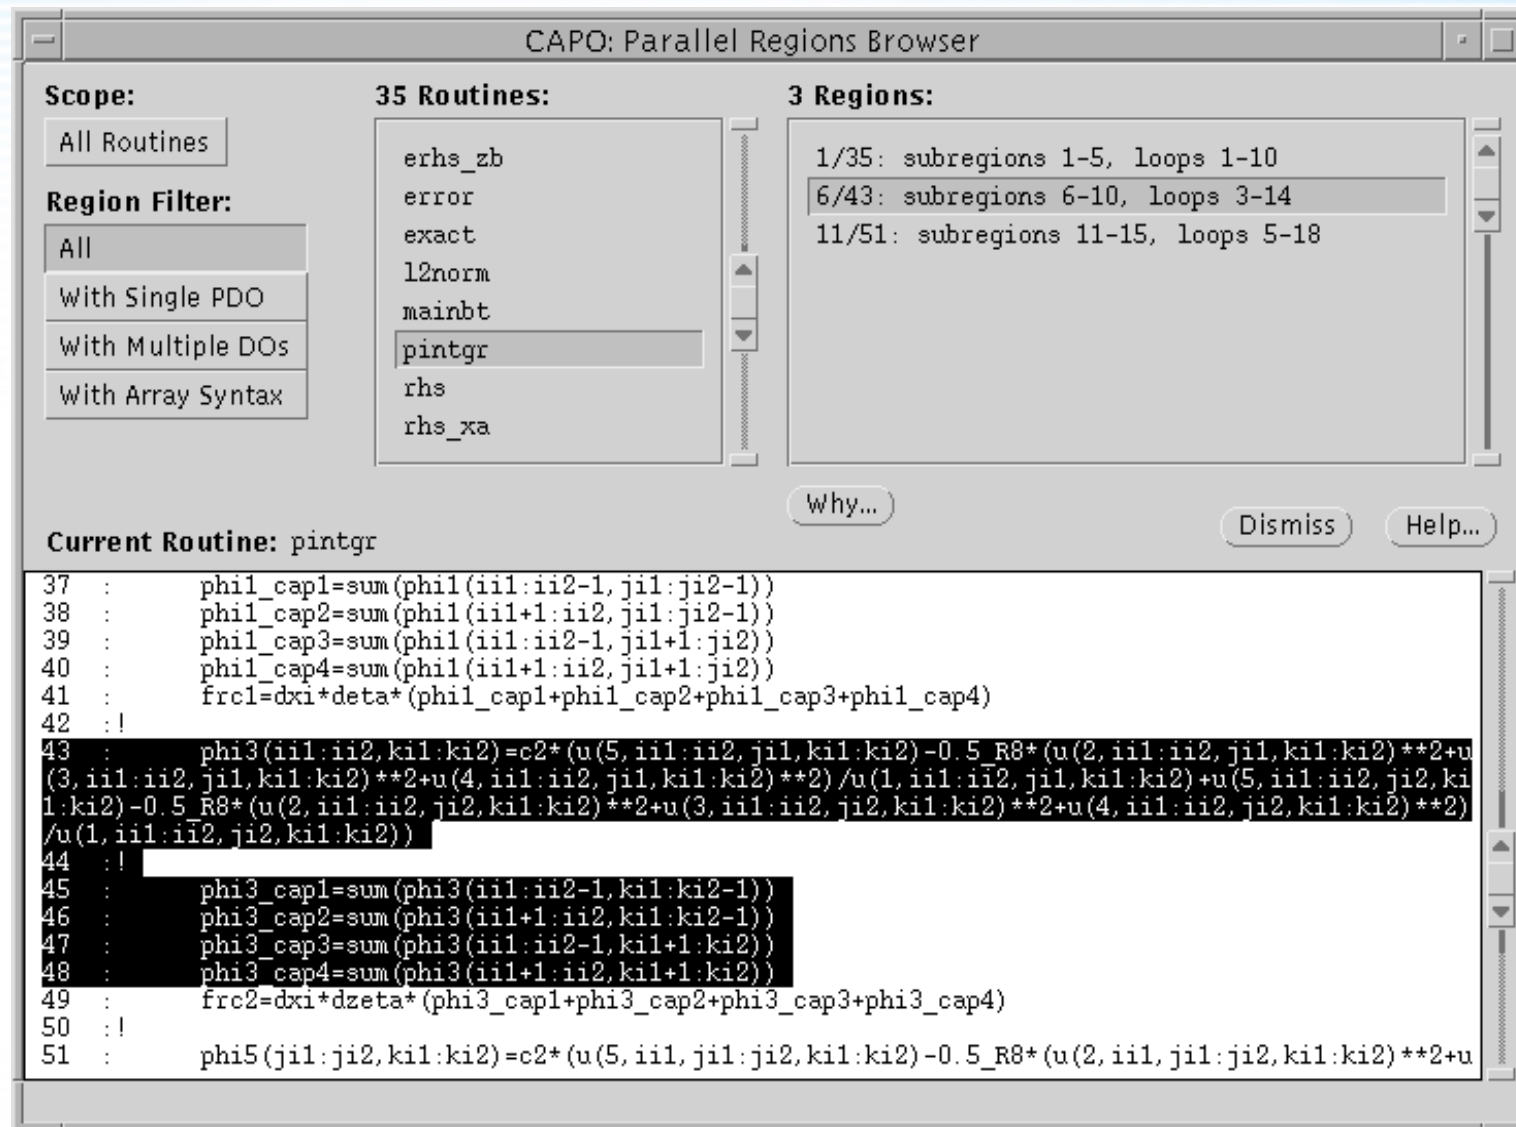 CAPO: Parallel Regions Browser
Scope:
All Routines
Region Filter:
All
With Single PDO
With Multiple DOs
With Array Syntax
35 Routines:
erhs_zb
error
exact
l2norm
mainbt
pintgr
rhs
rhs_xa
3 Regions:
1/35: subregions 1-5, loops 1-10
6/43: subregions 6-10, loops 3-14
11/51: subregions 11-15, loops 5-18
Why...
Dismiss
Help...
Current Routine: pintgr
37 : phi1_cap1=sum(phi1(ii1:ii2-1,ji1:ji2-1))
38 : phi1_cap2=sum(phi1(ii1+1:ii2,ji1:ji2-1))
39 : phi1_cap3=sum(phi1(ii1:ii2-1,ji1+1:ji2))
40 : phi1_cap4=sum(phi1(ii1+1:ii2,ji1+1:ji2))
41 : frc1=dxi*deta*(phi1_cap1+phi1_cap2+phi1_cap3+phi1_cap4)
42 :!
43 : phi3(ii1:ii2,ki1:ki2)=c2*(u(5,ii1:ii2,ji1,ki1:ki2)-0.5_R8*(u(2,ii1:ii2,ji1,ki1:ki2)**2+u
(3,ii1:ii2,ji1,ki1:ki2)**2+u(4,ii1:ii2,ji1,ki1:ki2)**2)/u(1,ii1:ii2,ji1,ki1:ki2)+u(5,ii1:ii2,ji2,ki
1:ki2)-0.5_R8*(u(2,ii1:ii2,ji2,ki1:ki2)**2+u(3,ii1:ii2,ji2,ki1:ki2)**2+u(4,ii1:ii2,ji2,ki1:ki2)**2)
/u(1,ii1:ii2,ji2,ki1:ki2))
44 :!
45 : phi3_cap1=sum(phi3(ii1:ii2-1,ki1:ki2-1))
46 : phi3_cap2=sum(phi3(ii1+1:ii2,ki1:ki2-1))
47 : phi3_cap3=sum(phi3(ii1:ii2-1,ki1+1:ki2))
48 : phi3_cap4=sum(phi3(ii1+1:ii2,ki1+1:ki2))
49 : frc2=dxi*dzeta*(phi3_cap1+phi3_cap2+phi3_cap3+phi3_cap4)
50 :!
51 : phi5(ji1:ji2,ki1:ki2)=c2*(u(5,ii1,ji1:ji2,ki1:ki2)-0.5_R8*(u(2,ii1,ji1:ji2,ki1:ki2)**2+u